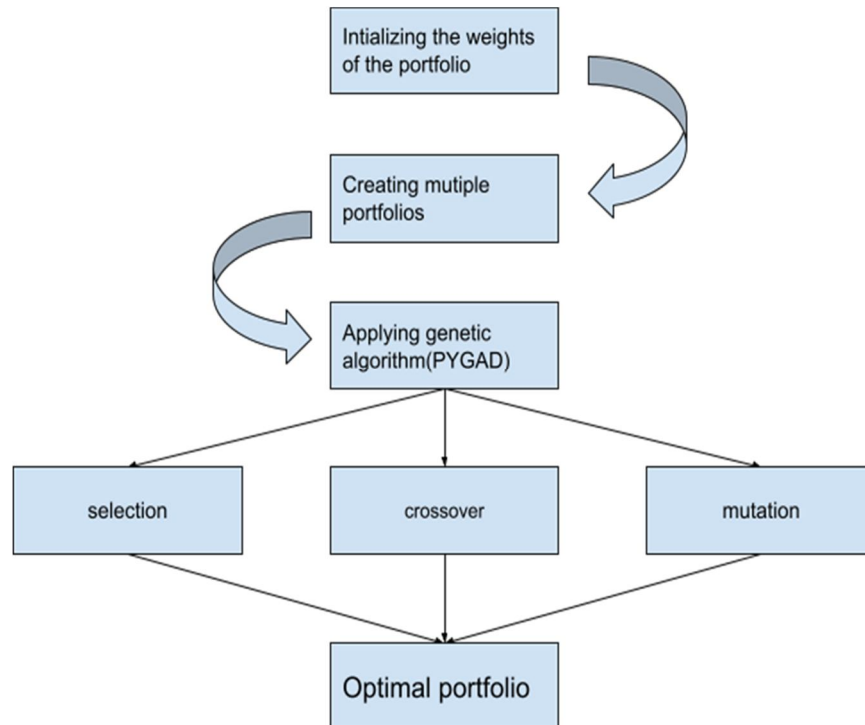 Intializing the weights
of the portfolio
Creating mutiple
portfolios
Applying genetic
algorithm(PYGAD)
selection
crossover
mutation
Optimal portfolio